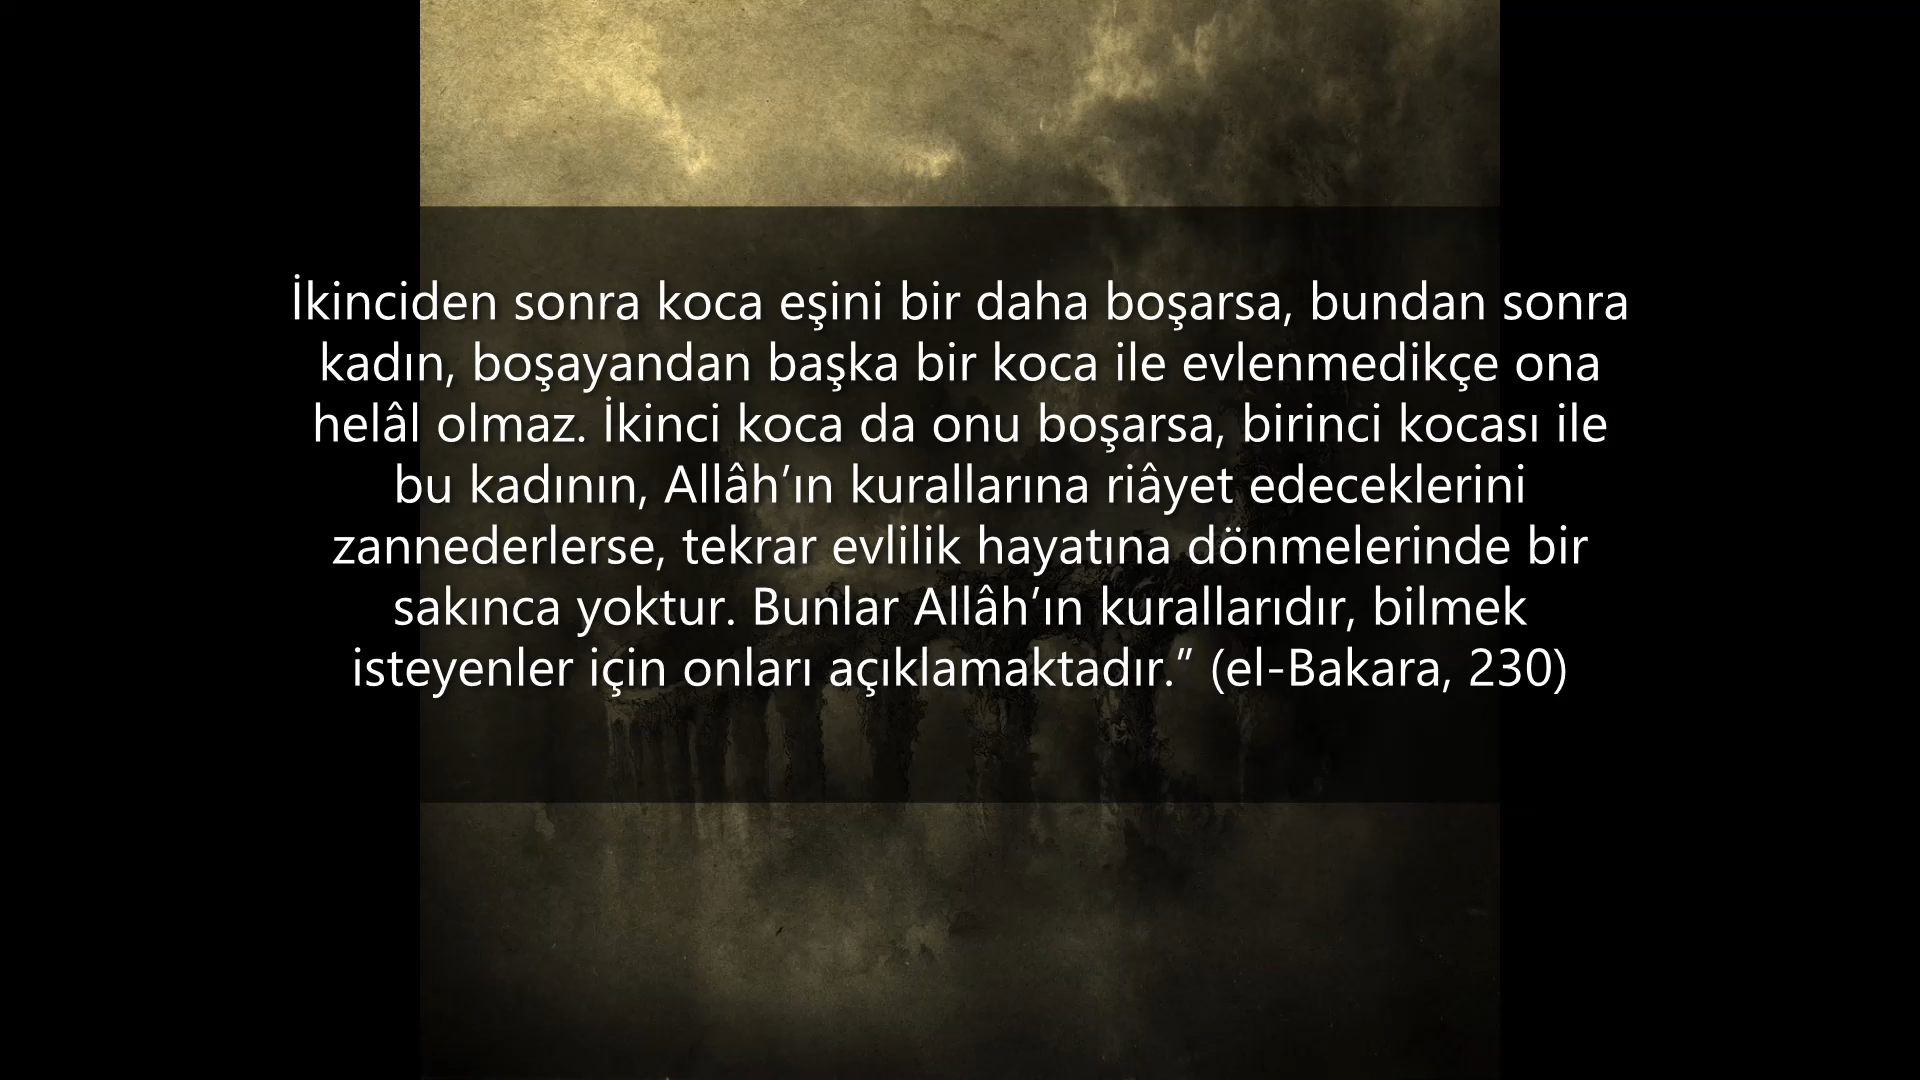 İkinciden sonra koca eşini bir daha boşarsa, bundan sonra
kadın, boşayandan başka bir koca ile evlenmedikçe ona
helâl olmaz. İkinci koca da onu boşarsa, birinci kocası ile
bu kadının, Allâh’ın kurallarına riâyet edeceklerini
zannederlerse, tekrar evlilik hayatına dönmelerinde bir
sakınca yoktur. Bunlar Allâh’ın kurallarıdır, bilmek
isteyenler için onları açıklamaktadır.” (el-Bakara, 230)